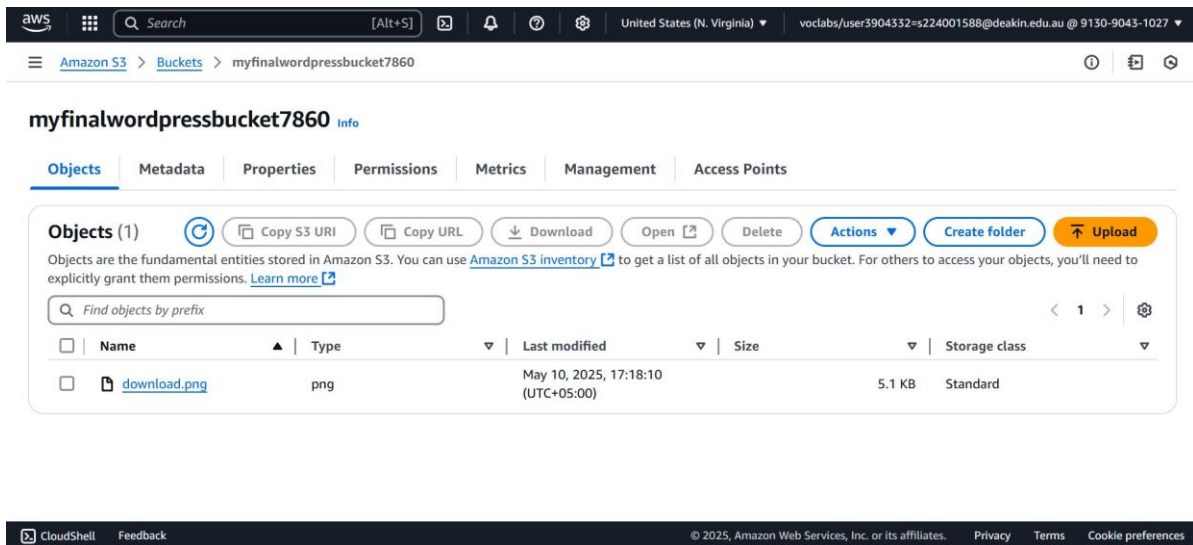 aws Search [Alt+S] United States (N. Virginia) ▼ voclabs/user3904332=s224001588@deakin.edu.au @ 9130-9043-1027 ▼
Amazon S3 > Buckets > myfinalwordpressbucket7860
myfinalwordpressbucket7860 Info
Objects Metadata Properties Permissions Metrics Management Access Points
Objects (1) Copy S3 URI Copy URL Download Open Delete Actions ▼ Create folder Upload
Objects are the fundamental entities stored in Amazon S3. You can use Amazon S3 inventory to get a list of all objects in your bucket. For others to access your objects, you’ll need to
explicitly grant them permissions. Learn more
Find objects by prefix < 1 >
Name ▲ Type Last modified Size Storage class
download.png png May 10, 2025, 17:18:10 5.1 KB Standard
(UTC+05:00)
CloudShell Feedback © 2025, Amazon Web Services, Inc. or its affiliates. Privacy Terms Cookie preferences